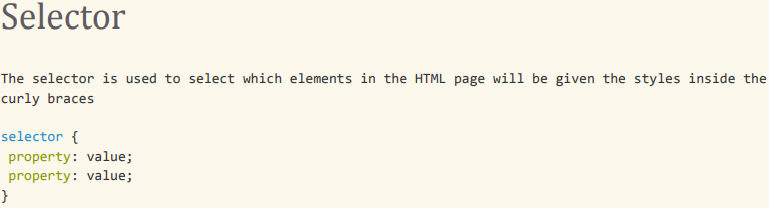 Selector
The selector is used to select which elements in the HTML page will be given the styles inside the
curly braces
selector {
 property: value;
 property: value;
}